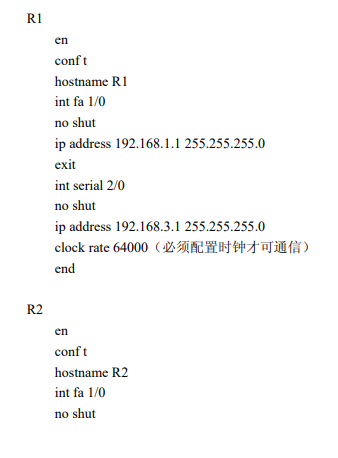 R1
en
conf t
hostname R1
int fa 1/0
no shut
ip address 192.168.1.1 255.255.255.0
exit
int serial 2/0
no shut
ip address 192.168.3.1 255.255.255.0
clock rate 64000（必须配置时钟才可通信）
end
R2
en
conf t
hostname R2
int fa 1/0
no shut